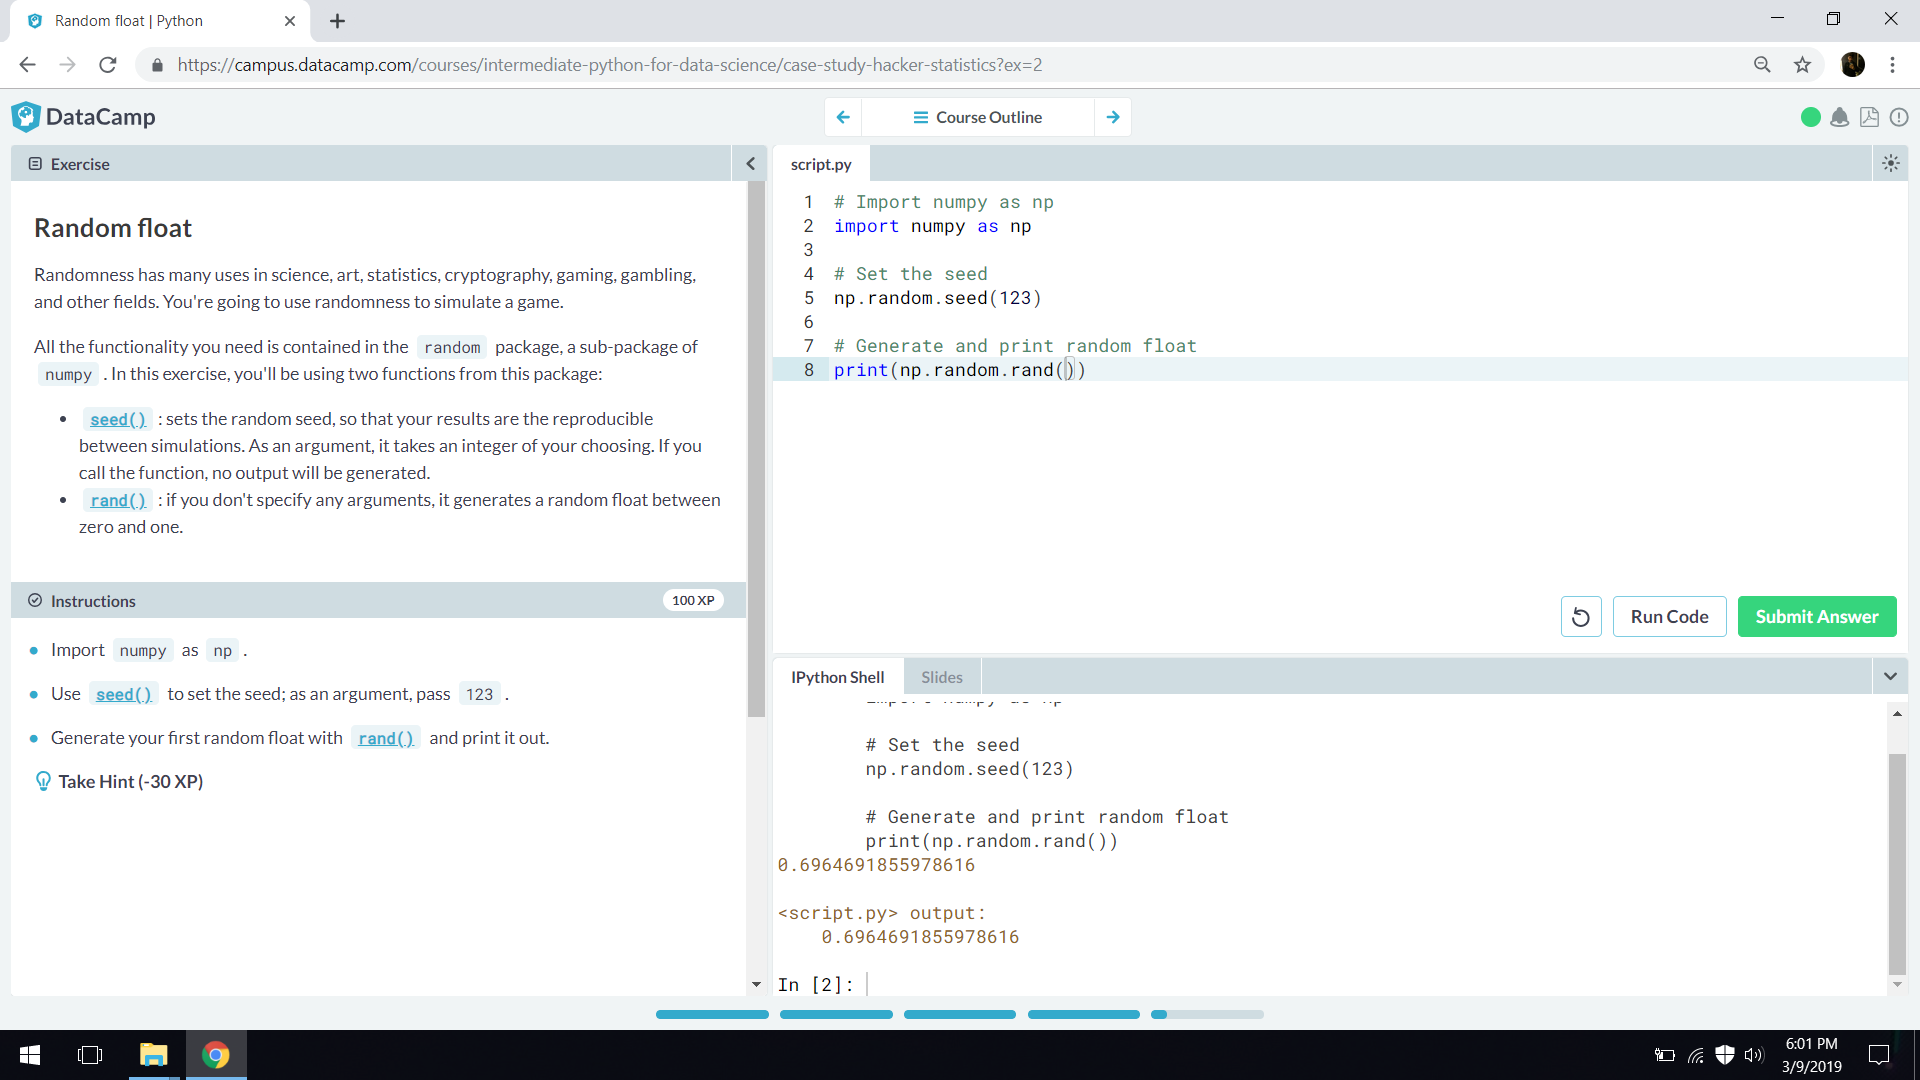 Random float | Python
https://campus.datacamp.com/courses/intermediate-python-for-data-science/case-study-hacker-statistics?ex=2
DataCamp
Course Outline
Exercise
Random float
Randomness has many uses in science, art, statistics, cryptography, gaming, gambling,
and other fields. You're going to use randomness to simulate a game.
All the functionality you need is contained in the random package, a sub-package of
numpy . In this exercise, you'll be using two functions from this package:
seed() : sets the random seed, so that your results are the reproducible
between simulations. As an argument, it takes an integer of your choosing. If you
call the function, no output will be generated.
rand() : if you don't specify any arguments, it generates a random float between
zero and one.
Instructions
100 XP
Import numpy as np .
Use seed() to set the seed; as an argument, pass 123 .
Generate your first random float with rand() and print it out.
Take Hint (-30 XP)
script.py
1 # Import numpy as np
2 import numpy as np
3
4 # Set the seed
5 np.random.seed(123)
6
7 # Generate and print random float
8 print(np.random.rand())
Run Code
Submit Answer
IPython Shell
Slides
import numpy as np
# Set the seed
np.random.seed(123)
# Generate and print random float
print(np.random.rand())
0.6964691855978616
<script.py> output:
0.6964691855978616
In [2]:
6:01 PM
3/9/2019